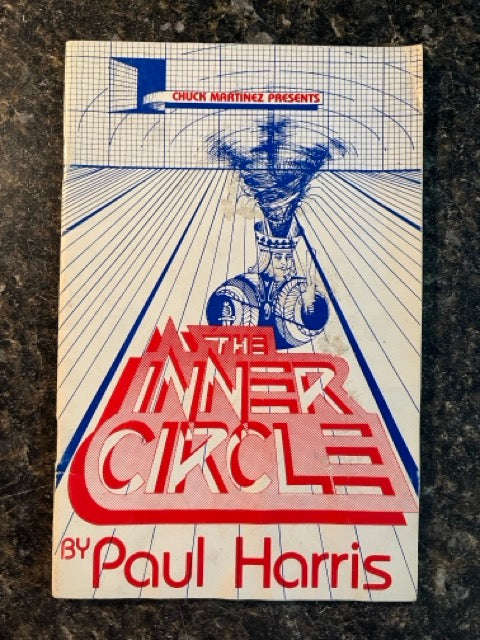 CHUCK MARTINEZ PRESENTS
THE
INNER
CIRCLE
BY Paul Harris